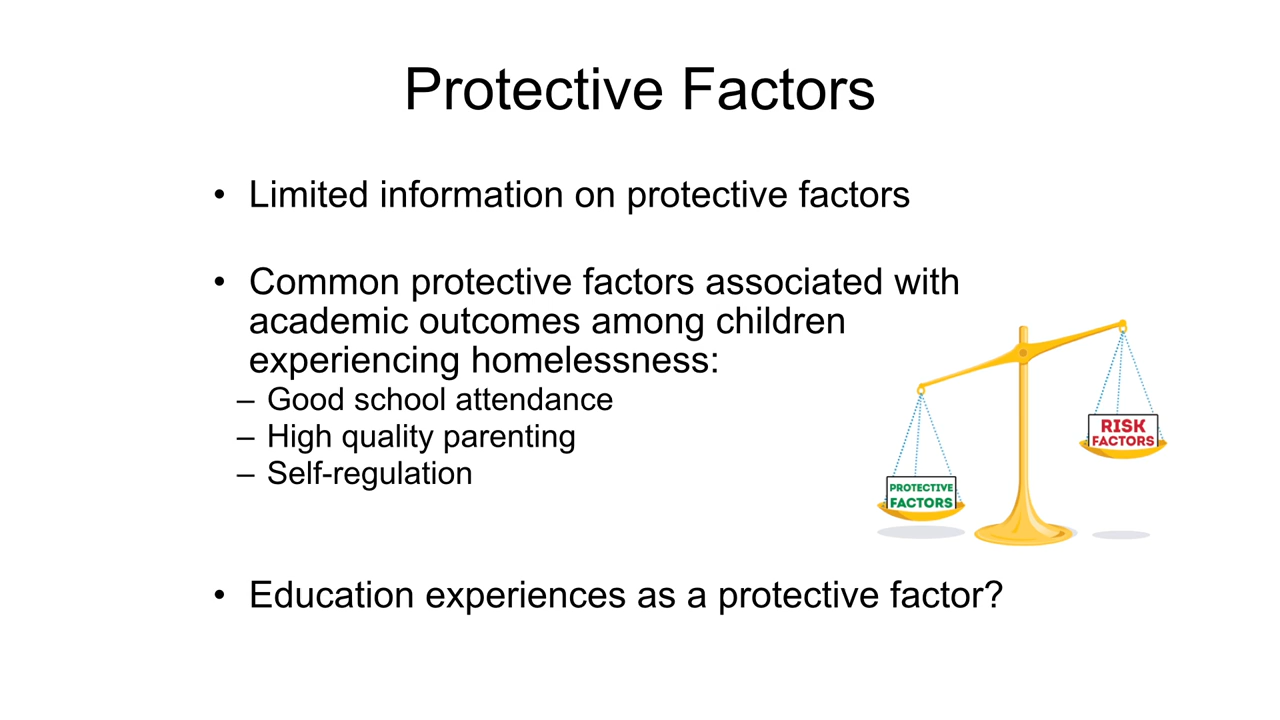 Protective Factors
• Limited information on protective factors
• Common protective factors associated with
academic outcomes among children
experiencing homelessness:
– Good school attendance
– High quality parenting
– Self-regulation
RISK
FACTORS
PROTECTIVE
FACTORS
• Education experiences as a protective factor?